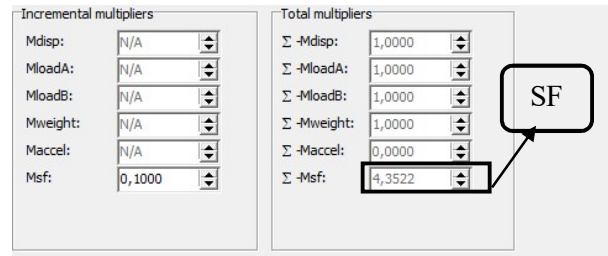 Incremental multipliers Total multipliers
Mdisp: N/A Σ -Mdisp: 1,0000
MloadA: N/A Σ -MloadA: 1,0000
MloadB: N/A Σ -MloadB: 1,0000
SF
Mweight: N/A Σ -Mweight: 1,0000
Maccel: N/A Σ -Maccel: 0,0000
Msf: 0,1000 Σ -Msf: 4,3522